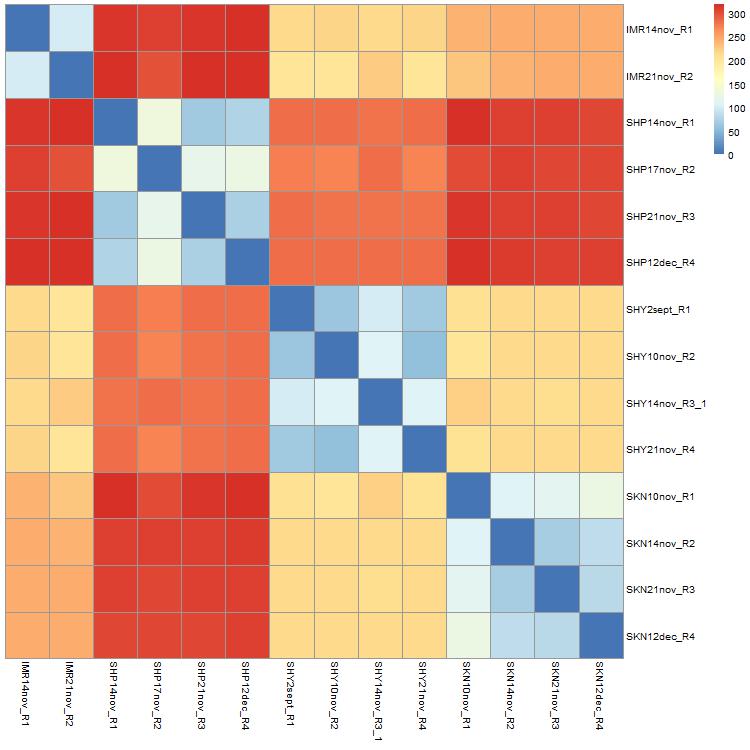 IMR14nov_R1
IMR21nov_R2
SHP14nov_R1
SHP17nov_R2
SHP21nov_R3
SHP12dec_R4
SHY2sept_R1
SHY10nov_R2
SHY14nov_R3_1
SHY21nov_R4
SKN10nov_R1
SKN14nov_R2
SKN21nov_R3
SKN12dec_R4
300
250
200
150
100
50
0
IMR14nov_R1
IMR21nov_R2
SHP14nov_R1
SHP17nov_R2
SHP21nov_R3
SHP12dec_R4
SHY2sept_R1
SHY10nov_R2
SHY14nov_R3_1
SHY21nov_R4
SKN10nov_R1
SKN14nov_R2
SKN21nov_R3
SKN12dec_R4